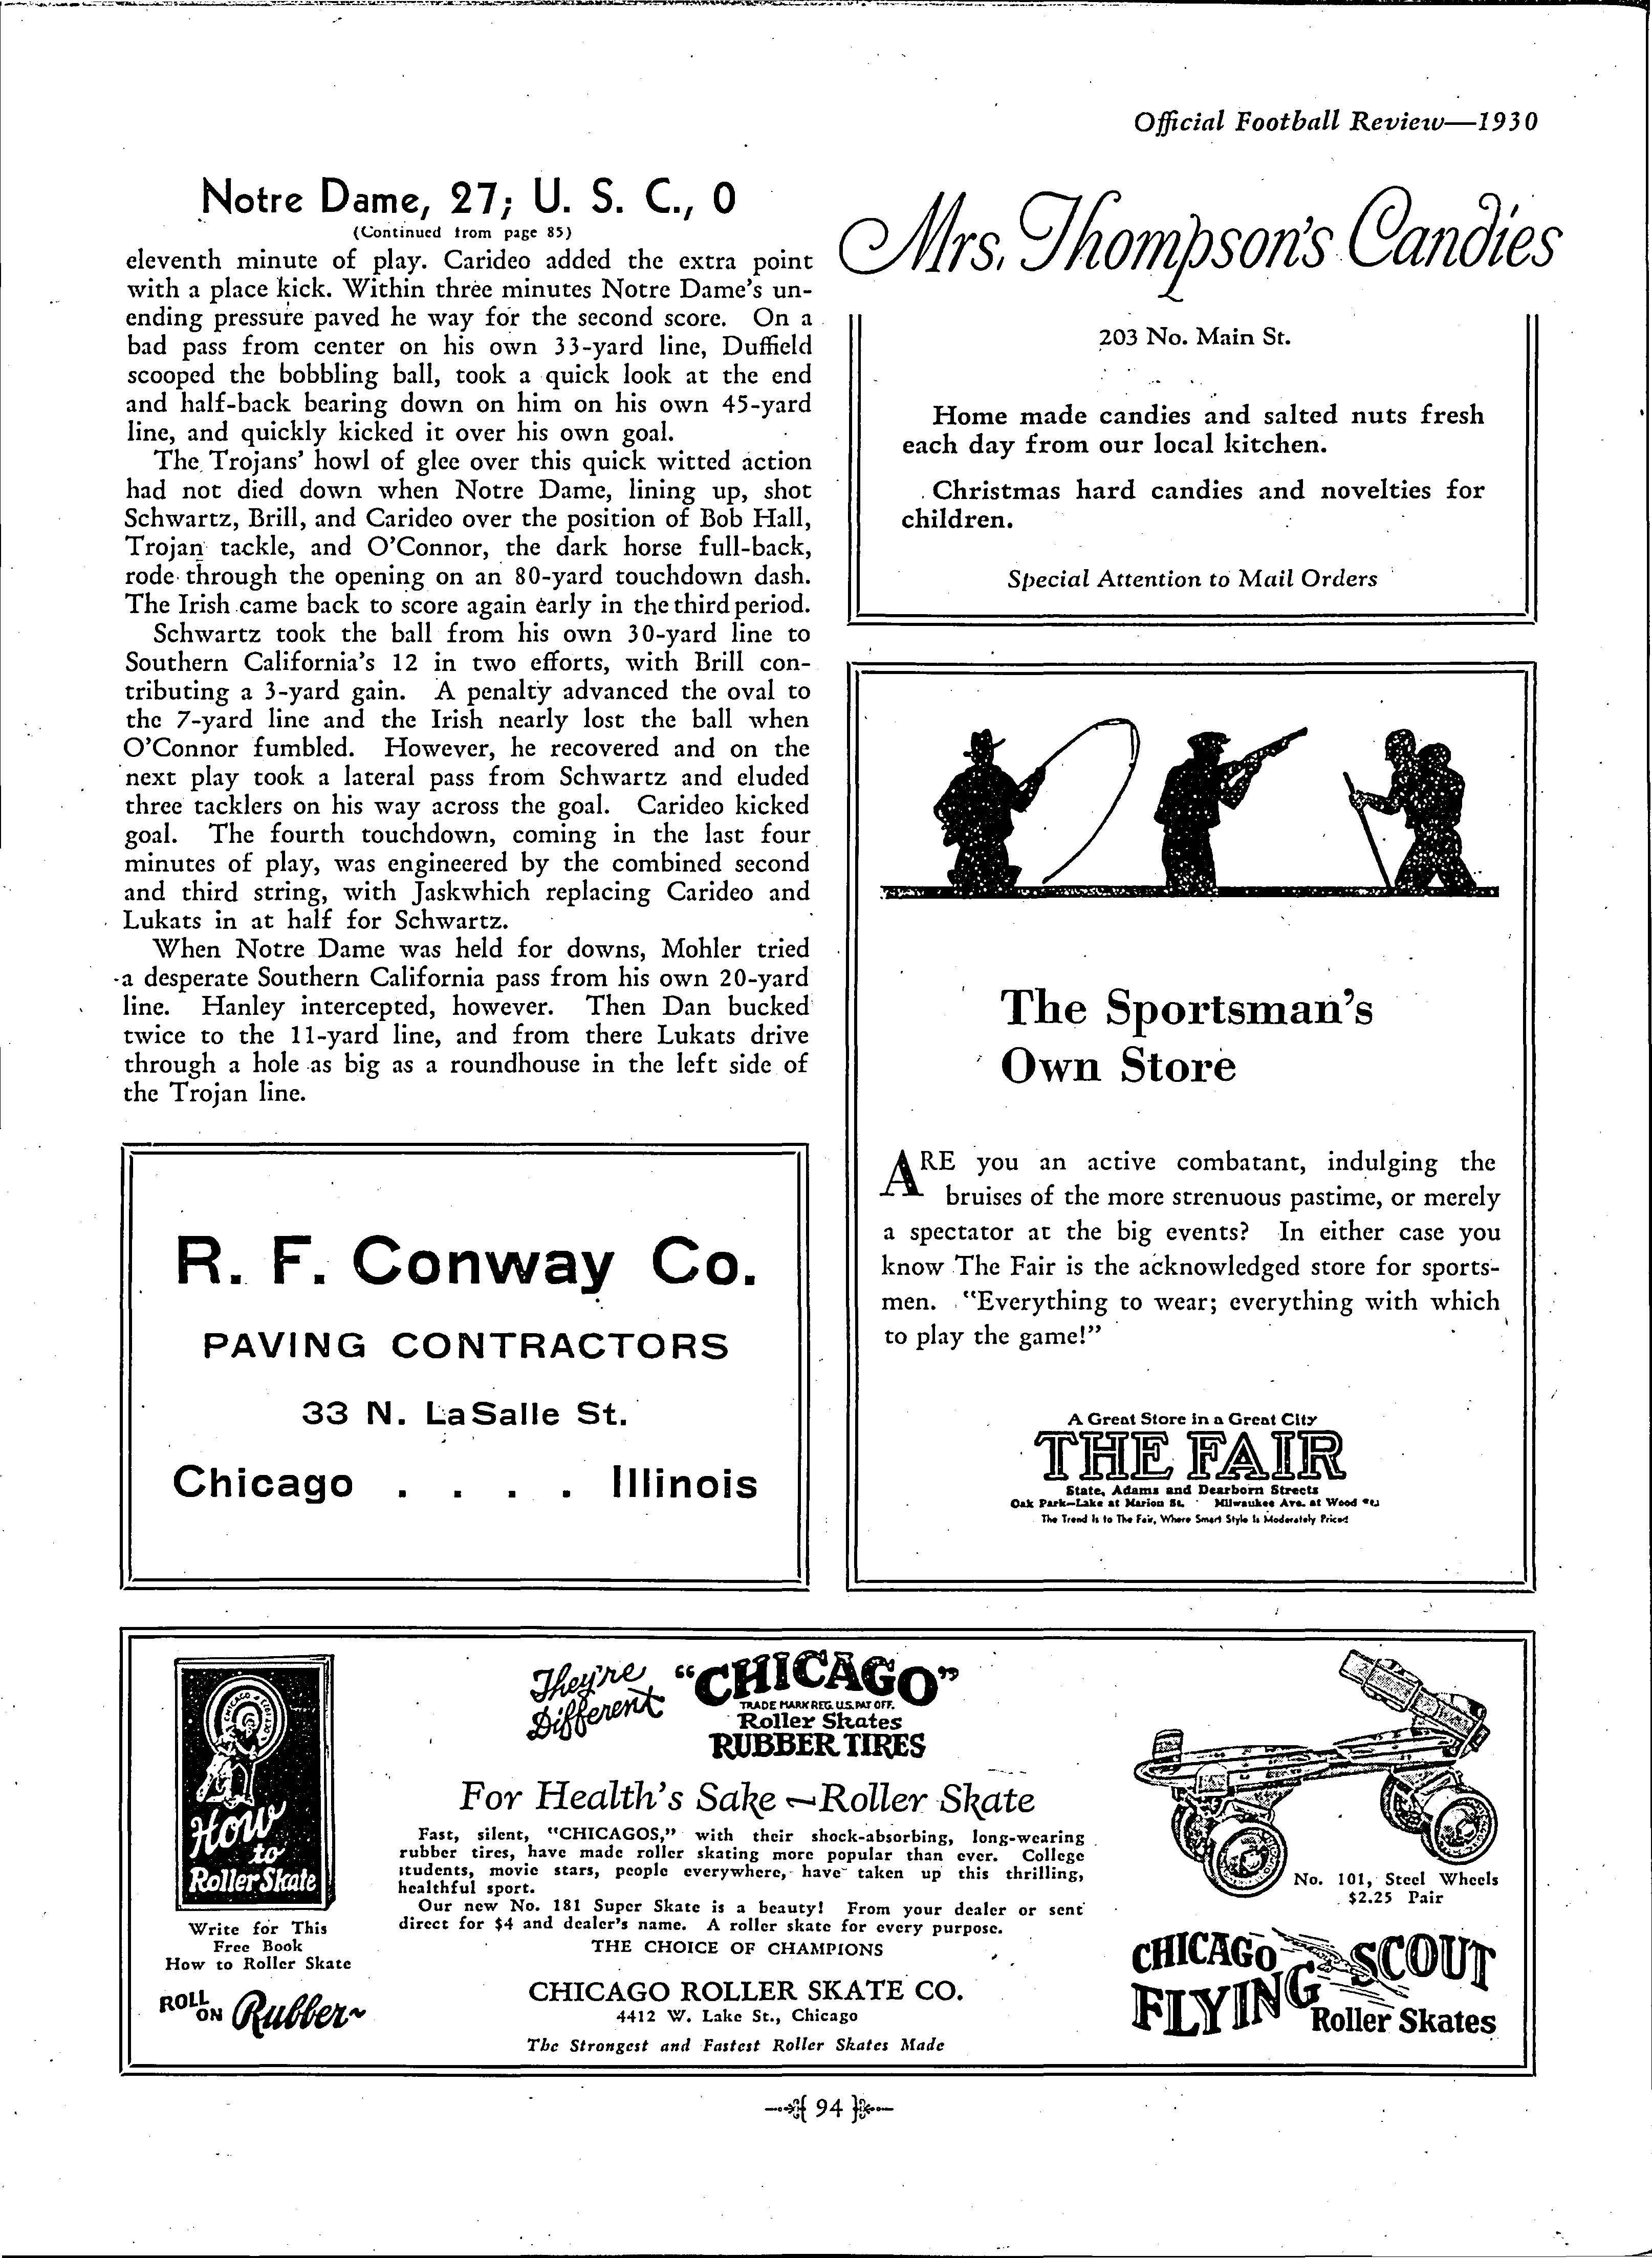 Official Football Review—1930
Notre Dame, 27; U. S. C., 0
(Continued from page 85)
eleventh minute of play. Carideo added the extra point
with a place kick. Within three minutes Notre Dame's un-
ending pressure paved he way for the second score. On a
bad pass from center on his own 33-yard line, Duffield
scooped the bobbling ball, took a quick look at the end
and half-back bearing down on him on his own 45-yard
line, and quickly kicked it over his own goal.
The Trojans' howl of glee over this quick witted action
had not died down when Notre Dame, lining up, shot
Schwartz, Brill, and Carideo over the position of Bob Hall,
Trojan tackle, and O'Connor, the dark horse full-back,
rode through the opening on an 80-yard touchdown dash.
The Irish came back to score again early in the third period.
Schwartz took the ball from his own 30-yard line to
Southern California's 12 in two efforts, with Brill con-
tributing a 3-yard gain. A penalty advanced the oval to
the 7-yard line and the Irish nearly lost the ball when
O'Connor fumbled. However, he recovered and on the
next play took a lateral pass from Schwartz and eluded
three tacklers on his way across the goal. Carideo kicked
goal. The fourth touchdown, coming in the last four
minutes of play, was engineered by the combined second
and third string, with Jaskwhich replacing Carideo and
Lukats in at half for Schwartz.
When Notre Dame was held for downs, Mohler tried
a desperate Southern California pass from his own 20-yard
line. Hanley intercepted, however. Then Dan bucked
twice to the 11-yard line, and from there Lukats drive
through a hole as big as a roundhouse in the left side of
the Trojan line.
R. F. Conway Co.
PAVING CONTRACTORS
33 N. LaSalle St.
Chicago . . . . Illinois
Mrs. Thompson's Candies
203 No. Main St.
Home made candies and salted nuts fresh
each day from our local kitchen.
Christmas hard candies and novelties for
children.
Special Attention to Mail Orders
The Sportsman's
Own Store
ARE you an active combatant, indulging the
bruises of the more strenuous pastime, or merely
a spectator at the big events? In either case you
know The Fair is the acknowledged store for sports-
men. "Everything to wear; everything with which
to play the game!"
A Great Store in a Great City
THE FAIR
State, Adams and Dearborn Streets
Oak Park—Lake at Marion St. Milwaukee Ave. at Wood
The Trend Is to The Fair, Where Smart Style Is Moderately Priced
How
to
Roller Skate
Write for This
Free Book
How to Roller Skate
ROLL
ON Rubber~
They're
Different
"CHICAGO"
TRADE MARK REG. U.S. PAT OFF.
Roller Skates
RUBBER TIRES
For Health's Sake ~ Roller Skate
Fast, silent, "CHICAGOS," with their shock-absorbing, long-wearing
rubber tires, have made roller skating more popular than ever. College
students, movie stars, people everywhere, have taken up this thrilling,
healthful sport.
Our new No. 181 Super Skate is a beauty! From your dealer or sent
direct for $4 and dealer's name. A roller skate for every purpose.
THE CHOICE OF CHAMPIONS
CHICAGO ROLLER SKATE CO.
4412 W. Lake St., Chicago
The Strongest and Fastest Roller Skates Made
No. 101, Steel Wheels
$2.25 Pair
CHICAGO
FLYING SCOUT
Roller Skates
94